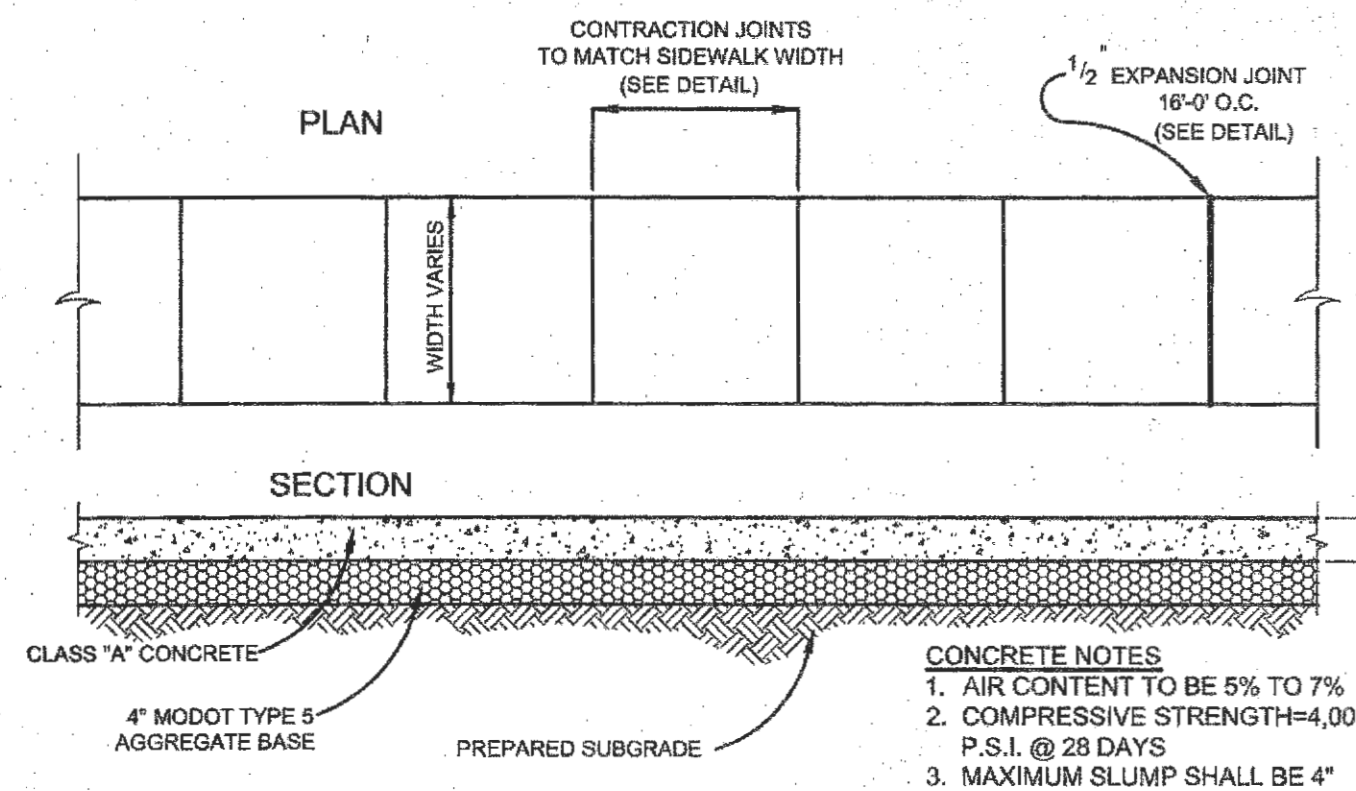 CONTRACTION JOINTS
TO MATCH SIDEWALK WIDTH
(SEE DETAIL)
1/2" EXPANSION JOINT
16'-0' O.C.
(SEE DETAIL)
PLAN
WIDTH VARIES
SECTION
CLASS "A" CONCRETE
4" MODOT TYPE 5
AGGREGATE BASE
PREPARED SUBGRADE
CONCRETE NOTES
1. AIR CONTENT TO BE 5% TO 7%
2. COMPRESSIVE STRENGTH=4,00
P.S.I. @ 28 DAYS
3. MAXIMUM SLUMP SHALL BE 4"